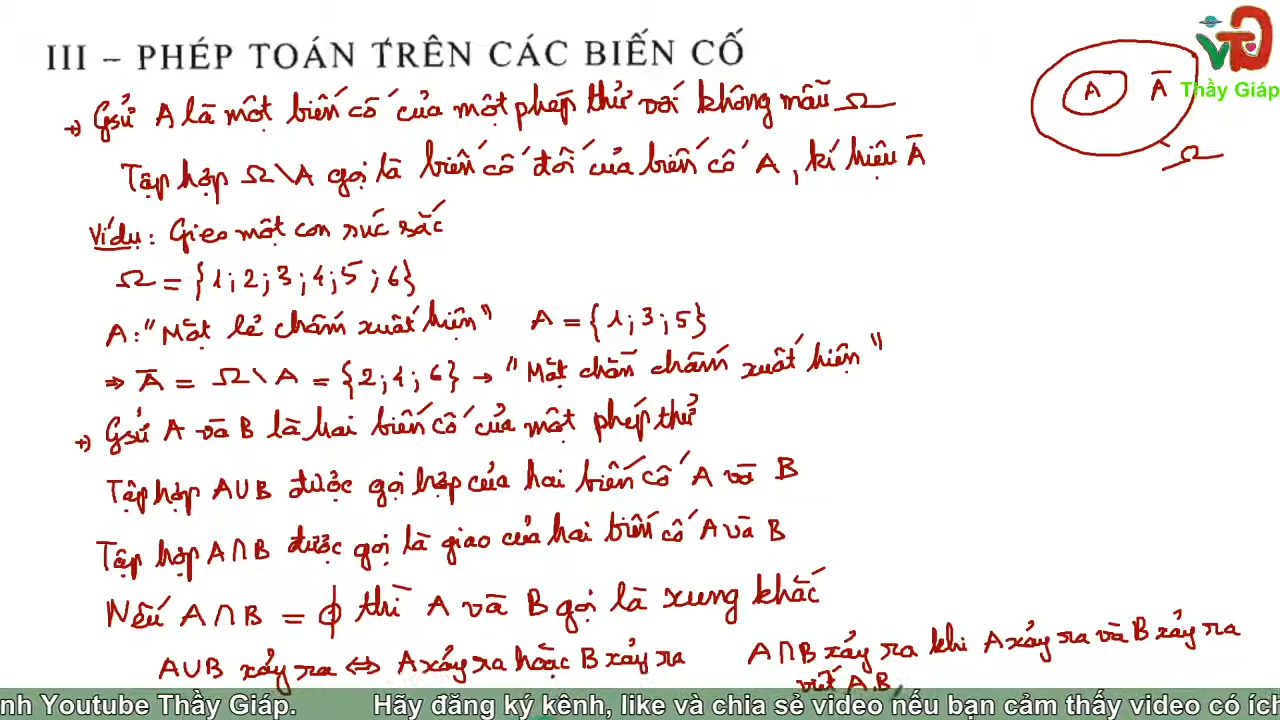 III – PHÉP TOÁN TRÊN CÁC BIẾN CỐ
→) Gsử A là một biến cố của một phép thử với không mẫu Ω
Tập hợp Ω \ A gọi là biến cố đối của biến cố A, kí hiệu Ā
Ví dụ: Gieo một con xúc sắc
Ω = {1; 2; 3; 4; 5; 6}
A: "Mặt lẻ chấm xuất hiện" A = {1; 3; 5}
⇒ Ā = Ω \ A = {2; 4; 6} → "Mặt chẵn chấm xuất hiện"
→) Gsử A và B là hai biến cố của một phép thử
Tập hợp A∪B được gọi hợp của hai biến cố A và B
Tập hợp A∩B được gọi là giao của hai biến cố A và B
Nếu A∩B = ϕ thì A và B gọi là xung khắc
A∪B xảy ra ⇔ A xảy ra hoặc B xảy ra
A∩B xảy ra khi A xảy ra và B xảy ra
viết A.B
A Ā
Ω
Thầy Giáp
nh Youtube Thầy Giáp. Hãy đăng ký kênh, like và chia sẻ video nếu bạn cảm thấy video có ích